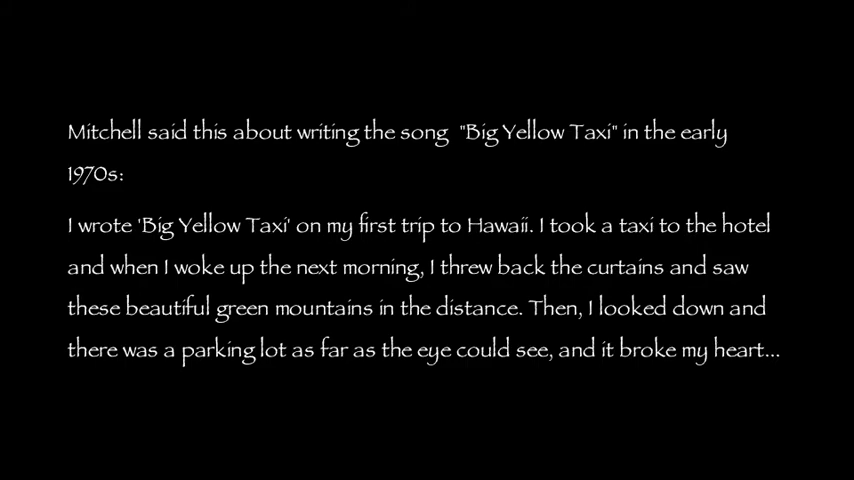 Mitchell said this about writing the song "Big Yellow Taxi" in the early
1970s:
I wrote 'Big Yellow Taxi' on my first trip to Hawaii. I took a taxi to the hotel
and when I woke up the next morning, I threw back the curtains and saw
these beautiful green mountains in the distance. Then, I looked down and
there was a parking lot as far as the eye could see, and it broke my heart...